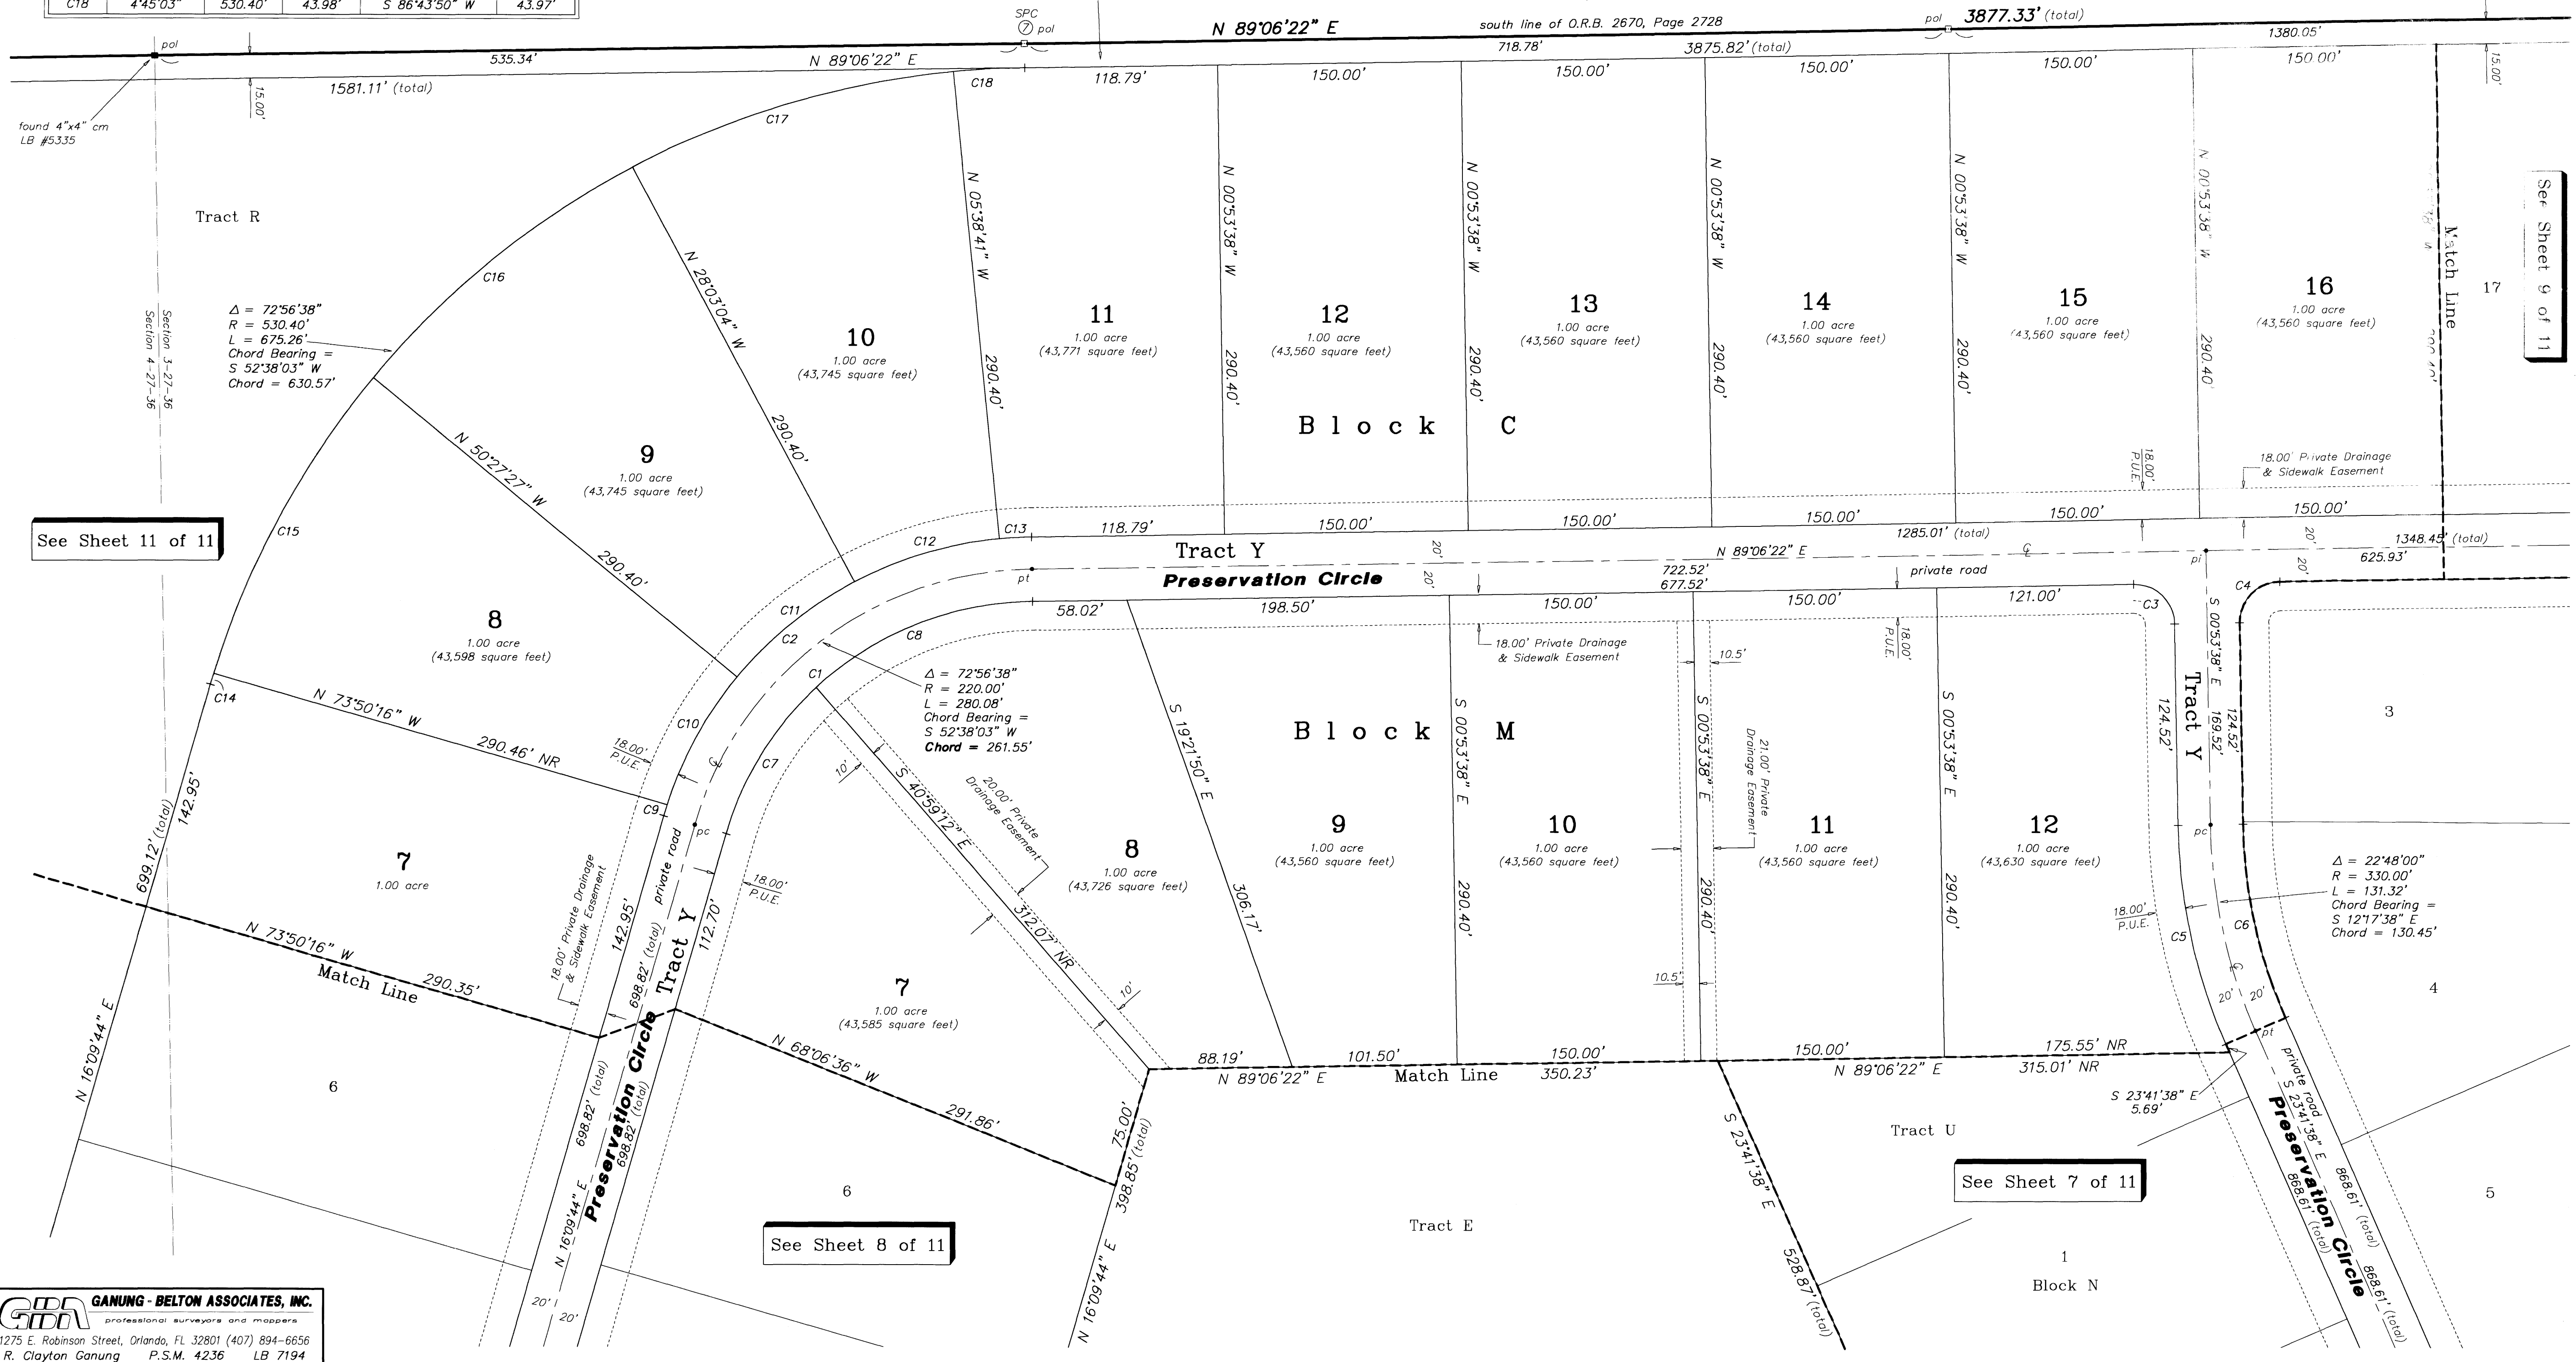 C18 4°45'03" 530.40' 43.98' S 86°43'50" W 43.97'
SPC
7 pol
N 89°06'22" E
south line of O.R.B. 2670, Page 2728
pol
3877.33' (total)
pol
535.34'
N 89°06'22" E
718.78'
3875.82' (total)
1380.05'
1581.11' (total)
15.00'
C18
118.79'
150.00'
150.00'
150.00'
150.00'
150.00'
15.00'
found 4"x4" cm
LB #5335
C17
Tract R
C16
Section 4-27-36
Section 3-27-36
Δ = 72°56'38"
R = 530.40'
L = 675.26'
Chord Bearing =
S 52°38'03" W
Chord = 630.57'
N 28°03'04" W
290.40'
N 05°38'41" W
290.40'
N 00°53'38" W
290.40'
N 00°53'38" W
290.40'
N 00°53'38" W
290.40'
N 00°53'38" W
290.40'
N 00°53'38" W
290.40'
Match Line
17
See Sheet 9 of 11
10
1.00 acre
(43,745 square feet)
11
1.00 acre
(43,771 square feet)
12
1.00 acre
(43,560 square feet)
13
1.00 acre
(43,560 square feet)
14
1.00 acre
(43,560 square feet)
15
1.00 acre
(43,560 square feet)
16
1.00 acre
(43,560 square feet)
Block C
9
1.00 acre
(43,745 square feet)
N 50°27'27" W
290.40'
18.00'
P.U.E.
18.00' Private Drainage
& Sidewalk Easement
See Sheet 11 of 11
C15
C12
C13
118.79'
150.00'
150.00'
150.00'
150.00'
150.00'
Tract Y
20'
N 89°06'22" E
1285.01' (total)
20'
1348.45' (total)
pt
Preservation Circle
20'
722.52'
677.52'
private road
pi
20'
625.93'
8
1.00 acre
(43,598 square feet)
C11
C2
C8
C1
58.02'
198.50'
150.00'
150.00'
121.00'
C3
C4
18.00' Private Drainage
& Sidewalk Easement
10.5'
18.00'
P.U.E.
C14
N 73°50'16" W
290.46' NR
C10
18.00'
P.U.E.
C7
Δ = 72°56'38"
R = 220.00'
L = 280.08'
Chord Bearing =
S 52°38'03" W
Chord = 261.55'
S 19°21'50" E
306.17'
Block M
S 00°53'38" E
290.40'
S 00°53'38" E
290.40'
21.00' Private
Drainage Easement
S 00°53'38" E
290.40'
124.52'
Tract Y
S 00°53'38" E
169.52'
124.52'
3
142.95'
699.12' (total)
C9
pc
10'
S 40°59'12" E
312.07' NR
20.00' Private
Drainage Easement
10'
7
1.00 acre
18.00' Private Drainage
& Sidewalk Easement
142.95'
private road
112.70'
18.00'
P.U.E.
8
1.00 acre
(43,726 square feet)
9
1.00 acre
(43,560 square feet)
10
1.00 acre
(43,560 square feet)
11
1.00 acre
(43,560 square feet)
12
1.00 acre
(43,630 square feet)
pc
18.00'
P.U.E.
C5
C6
Δ = 22°48'00"
R = 330.00'
L = 131.32'
Chord Bearing =
S 12°17'38" E
Chord = 130.45'
N 73°50'16" W
Match Line
290.35'
698.82' (total)
Tract Y
7
1.00 acre
(43,585 square feet)
10.5'
20'
20'
4
N 16°09'44" E
N 68°06'36" W
291.86'
88.19'
101.50'
150.00'
150.00'
175.55' NR
N 89°06'22" E
Match Line
350.23'
N 89°06'22" E
315.01' NR
pt
6
698.82' (total)
698.82' (total)
Preservation Circle
75.00'
398.85' (total)
S 23°41'38" E
528.87' (total)
S 23°41'38" E
5.69'
private road
S 23°41'38" E
868.61' (total)
868.61' (total)
868.61' (total)
Preservation Circle
Tract U
See Sheet 7 of 11
5
6
N 16°09'44" E
See Sheet 8 of 11
N 16°09'44" E
Tract E
1
Block N
20'
20'
GANUNG - BELTON ASSOCIATES, INC.
professional surveyors and mappers
1275 E. Robinson Street, Orlando, FL 32801 (407) 894-6656
R. Clayton Ganung P.S.M. 4236 LB 7194